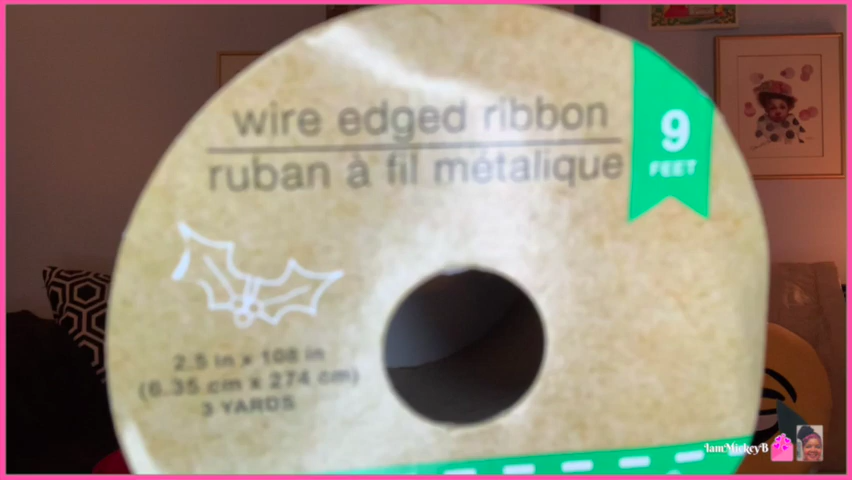 wire edged ribbon
ruban à fil métalique
9
FEET
2.5 in x 108 in
(6.35 cm x 274 cm)
3 YARDS
IamMickeyB